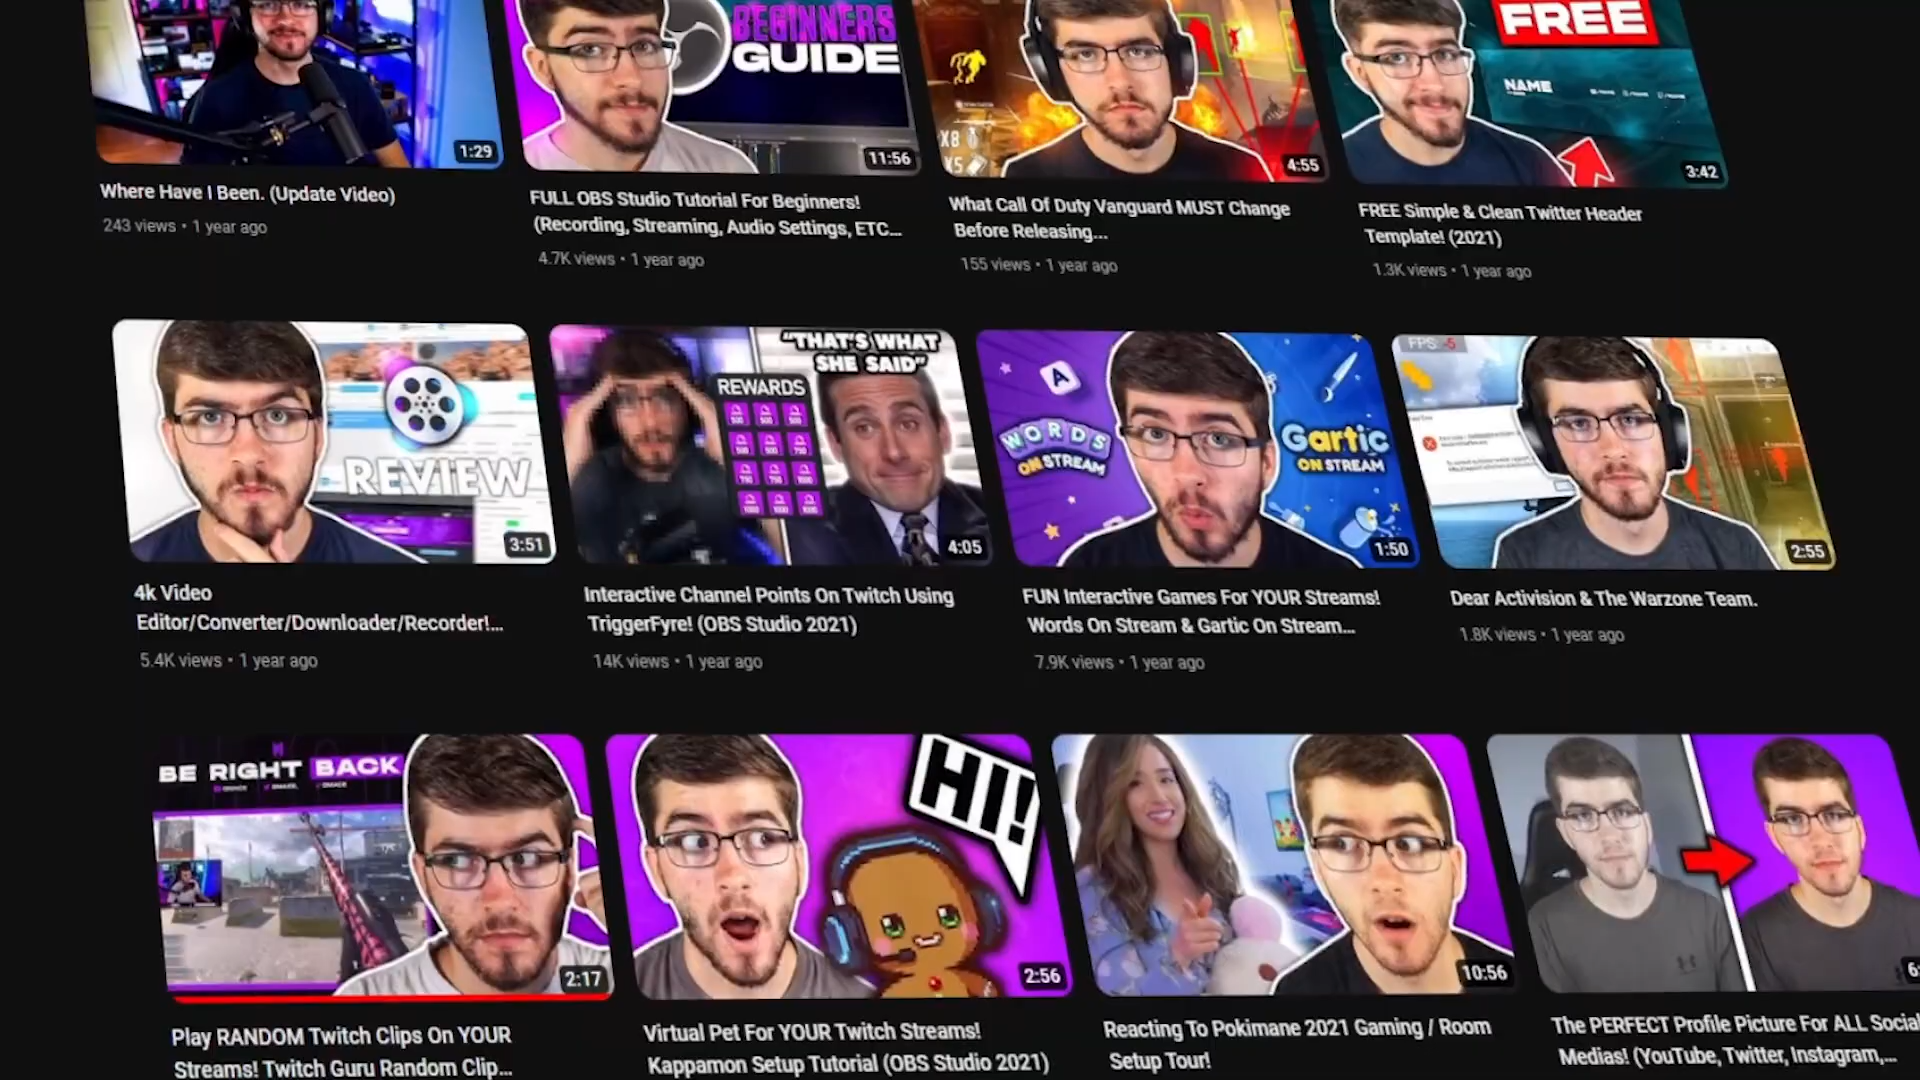 BEGINNERS
GUIDE
FREE
NAME
X8
X5
1:29
11:56
4:55
3:42
Where Have I Been. (Update Video)
243 views • 1 year ago
FULL OBS Studio Tutorial For Beginners!
(Recording, Streaming, Audio Settings, ETC...
4.7K views • 1 year ago
What Call Of Duty Vanguard MUST Change
Before Releasing...
155 views • 1 year ago
FREE Simple & Clean Twitter Header
Template! (2021)
1.3K views • 1 year ago
REVIEW
3:51
"THAT'S WHAT
SHE SAID"
REWARDS
4:05
A
WORDS
ON STREAM
Gartic
ON STREAM
1:50
FPS: -5
2:55
4k Video
Editor/Converter/Downloader/Recorder!...
5.4K views • 1 year ago
Interactive Channel Points On Twitch Using
TriggerFyre! (OBS Studio 2021)
14K views • 1 year ago
FUN Interactive Games For YOUR Streams!
Words On Stream & Gartic On Stream...
7.9K views • 1 year ago
Dear Activision & The Warzone Team.
1.8K views • 1 year ago
BE RIGHT BACK
2:17
HI!
2:56
10:56
6:
Play RANDOM Twitch Clips On YOUR
Streams! Twitch Guru Random Clip...
Virtual Pet For YOUR Twitch Streams!
Kappamon Setup Tutorial (OBS Studio 2021)
Reacting To Pokimane 2021 Gaming / Room
Setup Tour!
The PERFECT Profile Picture For ALL Social
Medias! (YouTube, Twitter, Instagram,...